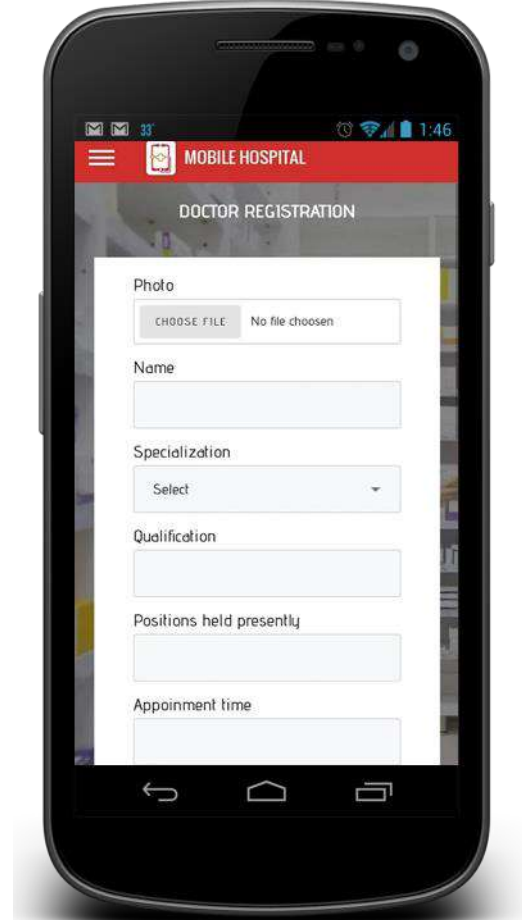 33°
1:46
MOBILE HOSPITAL
DOCTOR REGISTRATION
Photo
CHOOSE FILE No file choosen
Name
Specialization
Select
Qualification
Positions held presently
Appoinment time